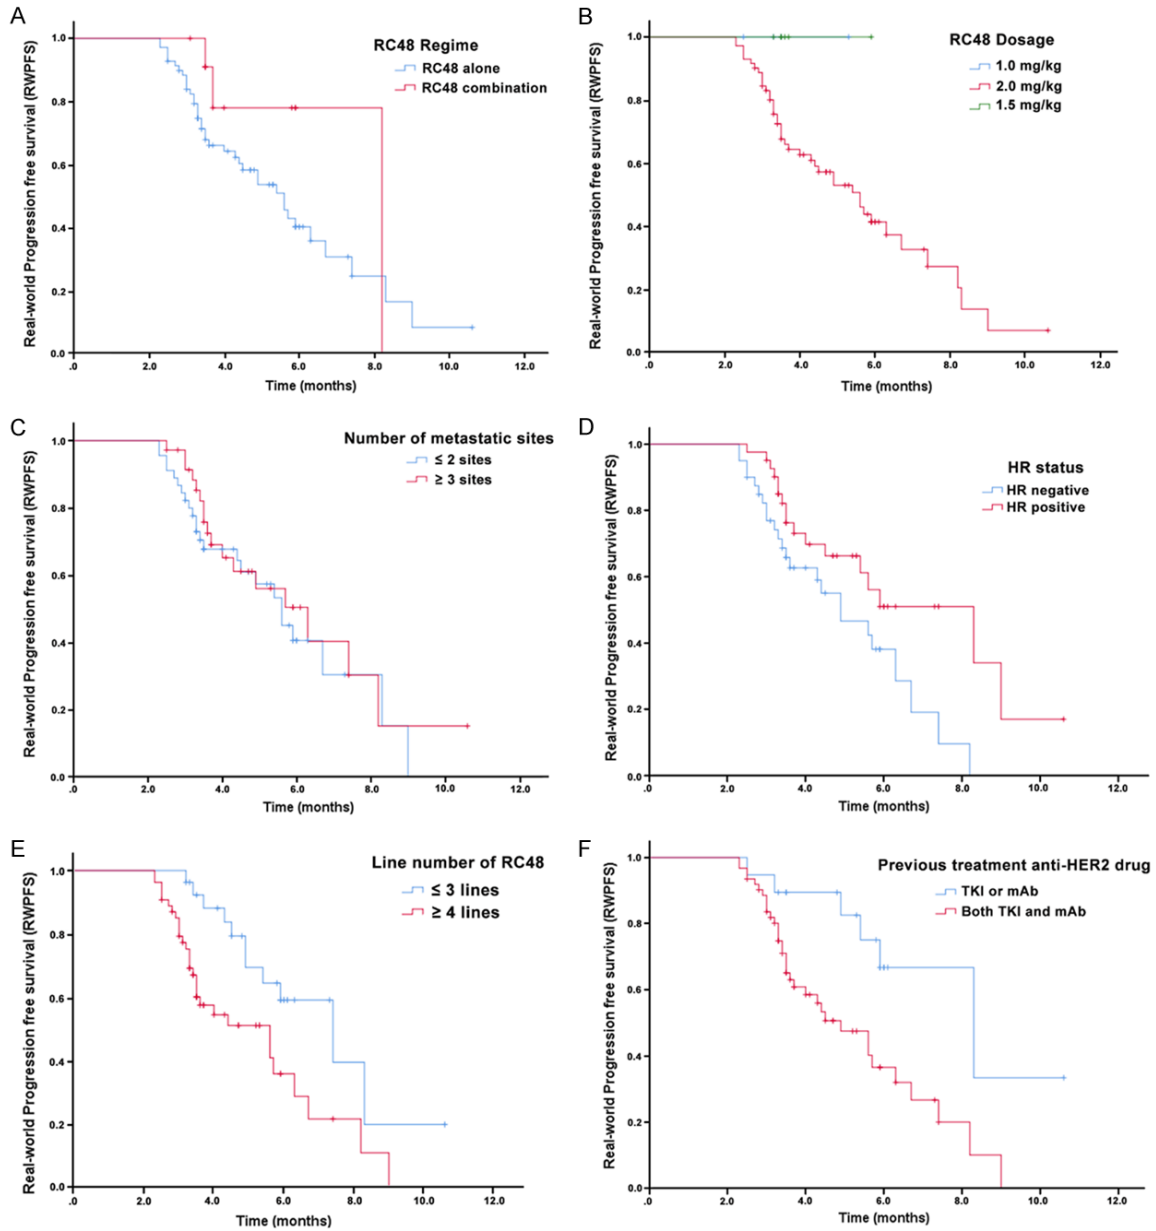 A
Real-world Progression free survival (RWPFS)
1.0
0.8
0.6
0.4
0.2
0.0
.0 2.0 4.0 6.0 8.0 10.0 12.0
Time (months)
RC48 Regime
RC48 alone
RC48 combination
B
Real-world Progression free survival (RWPFS)
1.0
0.8
0.6
0.4
0.2
0.0
.0 2.0 4.0 6.0 8.0 10.0 12.0
Time (months)
RC48 Dosage
1.0 mg/kg
2.0 mg/kg
1.5 mg/kg
C
Real-world Progression free survival (RWPFS)
1.0
0.8
0.6
0.4
0.2
0.0
.0 2.0 4.0 6.0 8.0 10.0 12.0
Time (months)
Number of metastatic sites
≤ 2 sites
≥ 3 sites
D
Real-world Progression free survival (RWPFS)
1.0
0.8
0.6
0.4
0.2
0.0
.0 2.0 4.0 6.0 8.0 10.0 12.0
Time (months)
HR status
HR negative
HR positive
E
Real-world Progression free survival (RWPFS)
1.0
0.8
0.6
0.4
0.2
0.0
.0 2.0 4.0 6.0 8.0 10.0 12.0
Time (months)
Line number of RC48
≤ 3 lines
≥ 4 lines
F
Real-world Progression free survival (RWPFS)
1.0
0.8
0.6
0.4
0.2
0.0
.0 2.0 4.0 6.0 8.0 10.0 12.0
Time (months)
Previous treatment anti-HER2 drug
TKI or mAb
Both TKI and mAb